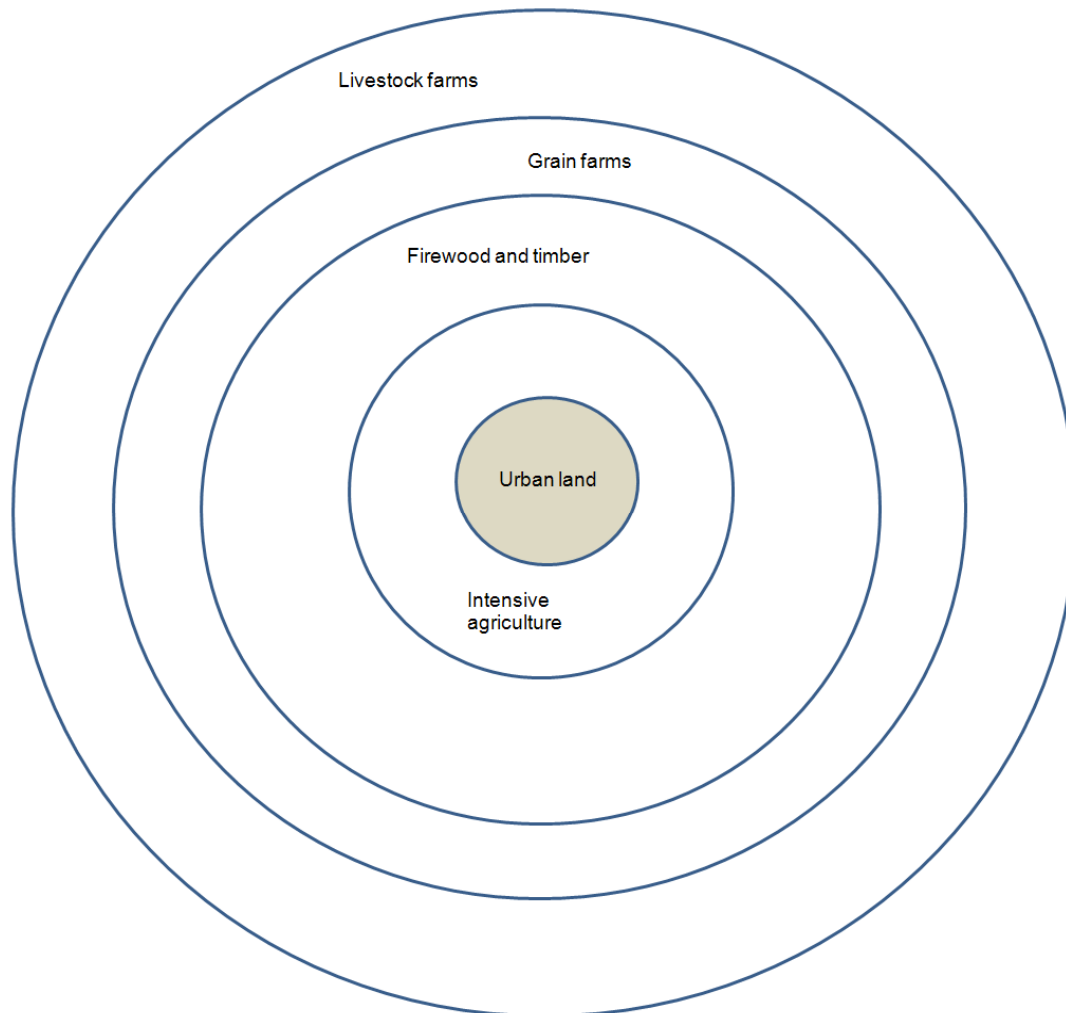 Livestock farms
Grain farms
Firewood and timber
Urban land
Intensive
agriculture